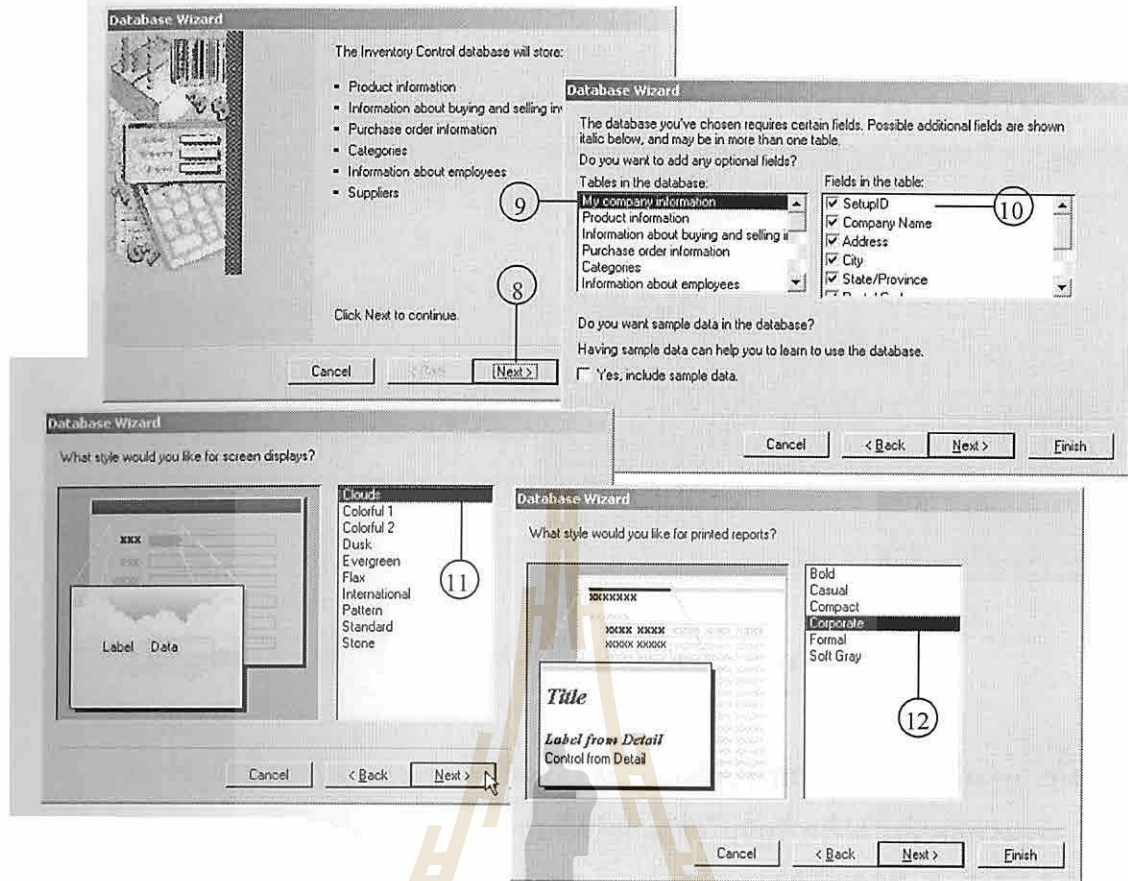 Database Wizard
The Inventory Control database will store:
Product information
Information about buying and selling inv
Purchase order information
Categories
Information about employees
Suppliers
8
Click Next to continue.
Cancel
< Back
Next >
Database Wizard
The database you've chosen requires certain fields. Possible additional fields are shown
italic below, and may be in more than one table.
Do you want to add any optional fields?
Tables in the database:
My company information
Product information
Information about buying and selling i
Purchase order information
Categories
Information about employees
9
Fields in the table:
SetupID
Company Name
Address
City
State/Province
10
Do you want sample data in the database?
Having sample data can help you to learn to use the database.
Yes, include sample data.
Cancel
< Back
Next >
Finish
Database Wizard
What style would you like for screen displays?
xxx
Label Data
Clouds
Colorful 1
Colorful 2
Dusk
Evergreen
Flax
International
Pattern
Standard
Stone
11
Cancel
< Back
Next >
Database Wizard
What style would you like for printed reports?
xxxxxxx
xxxx xxxx
xxxx xxxxx
Title
Label from Detail
Control from Detail
Bold
Casual
Compact
Corporate
Formal
Soft Gray
12
Cancel
< Back
Next >
Finish